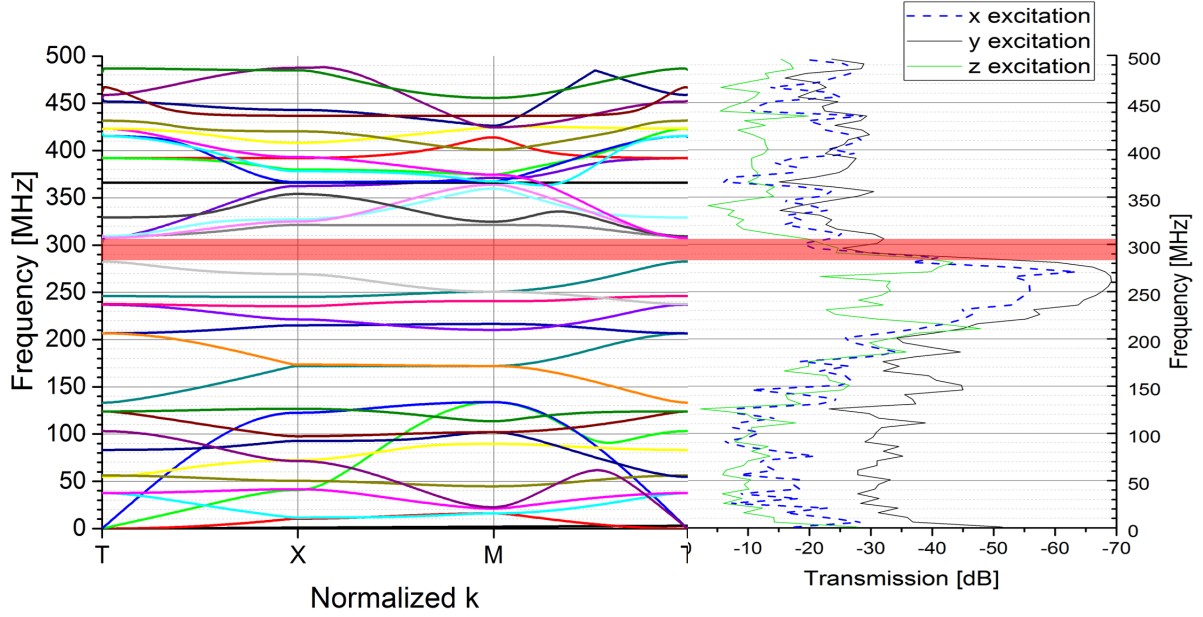 x excitation
y excitation
z excitation
500
450
400
350
300
250
200
150
100
50
0
Frequency [MHz]
T
X
M
T
Normalized k
-10
-20
-30
-40
-50
-60
-70
Transmission [dB]
500
450
400
350
300
250
200
150
100
50
0
Frequency [MHz]